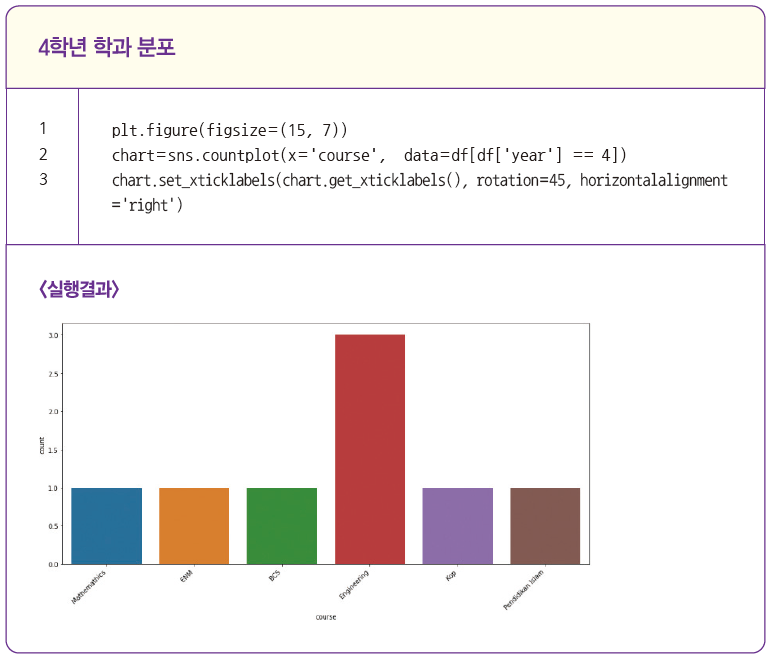 4학년 학과 분포
1 plt.figure(figsize=(15, 7))
2 chart=sns.countplot(x='course', data=df[df['year'] == 4])
3 chart.set_xticklabels(chart.get_xticklabels(), rotation=45, horizontalalignment
='right')
〈실행결과〉
3.0
2.5
2.0
1.5
1.0
0.5
0.0
count
Mathemathics
ENM
BCS
Engineering
Kop
Pendidikan Islam
course